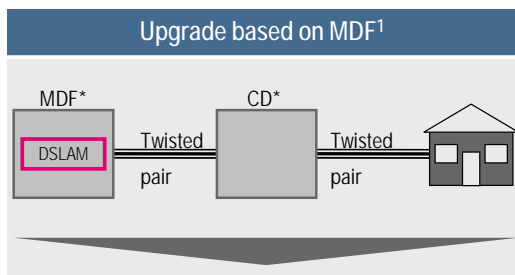 Upgrade based on MDF¹
MDF*
CD*
DSLAM
Twisted
pair
Twisted
pair